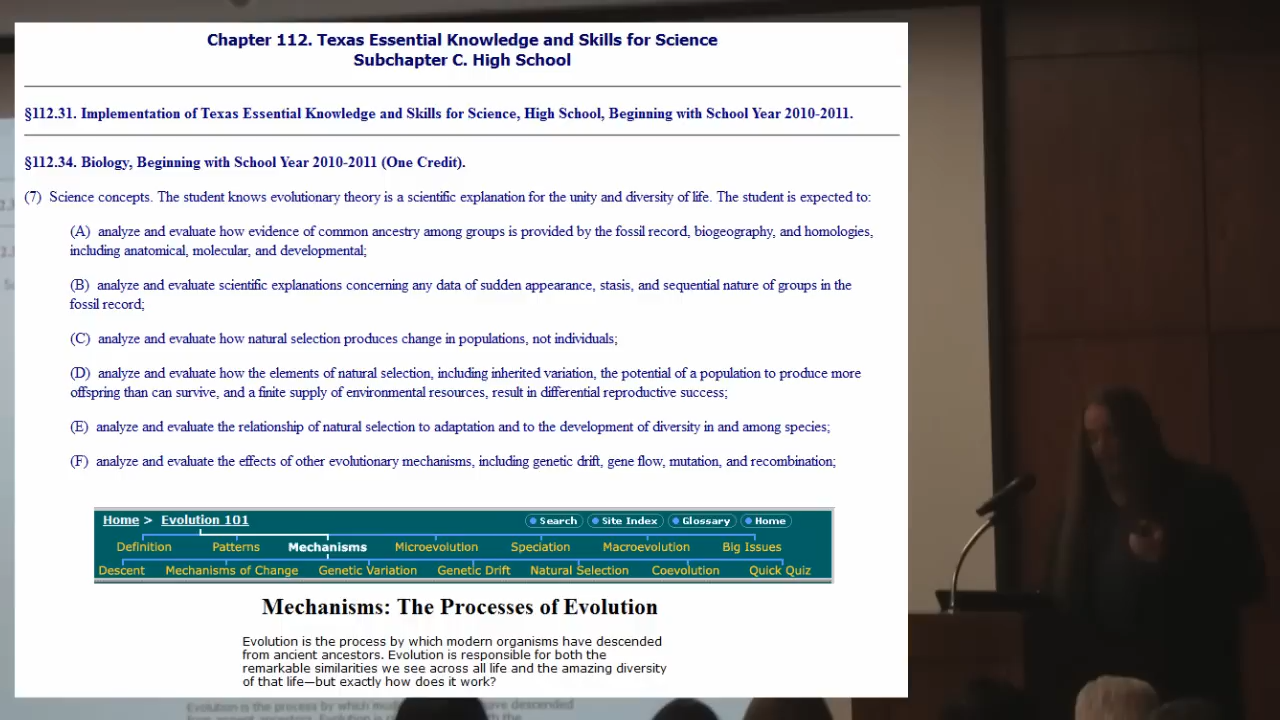 Chapter 112. Texas Essential Knowledge and Skills for Science
Subchapter C. High School
§112.31. Implementation of Texas Essential Knowledge and Skills for Science, High School, Beginning with School Year 2010-2011.
§112.34. Biology, Beginning with School Year 2010-2011 (One Credit).
(7) Science concepts. The student knows evolutionary theory is a scientific explanation for the unity and diversity of life. The student is expected to:
(A) analyze and evaluate how evidence of common ancestry among groups is provided by the fossil record, biogeography, and homologies,
including anatomical, molecular, and developmental;
(B) analyze and evaluate scientific explanations concerning any data of sudden appearance, stasis, and sequential nature of groups in the
fossil record;
(C) analyze and evaluate how natural selection produces change in populations, not individuals;
(D) analyze and evaluate how the elements of natural selection, including inherited variation, the potential of a population to produce more
offspring than can survive, and a finite supply of environmental resources, result in differential reproductive success;
(E) analyze and evaluate the relationship of natural selection to adaptation and to the development of diversity in and among species;
(F) analyze and evaluate the effects of other evolutionary mechanisms, including genetic drift, gene flow, mutation, and recombination;
Home > Evolution 101 Search Site Index Glossary Home
Definition Patterns Mechanisms Microevolution Speciation Macroevolution Big Issues
Descent Mechanisms of Change Genetic Variation Genetic Drift Natural Selection Coevolution Quick Quiz
Mechanisms: The Processes of Evolution
Evolution is the process by which modern organisms have descended
from ancient ancestors. Evolution is responsible for both the
remarkable similarities we see across all life and the amazing diversity
of that life—but exactly how does it work?
Evolution is the process by which have descended